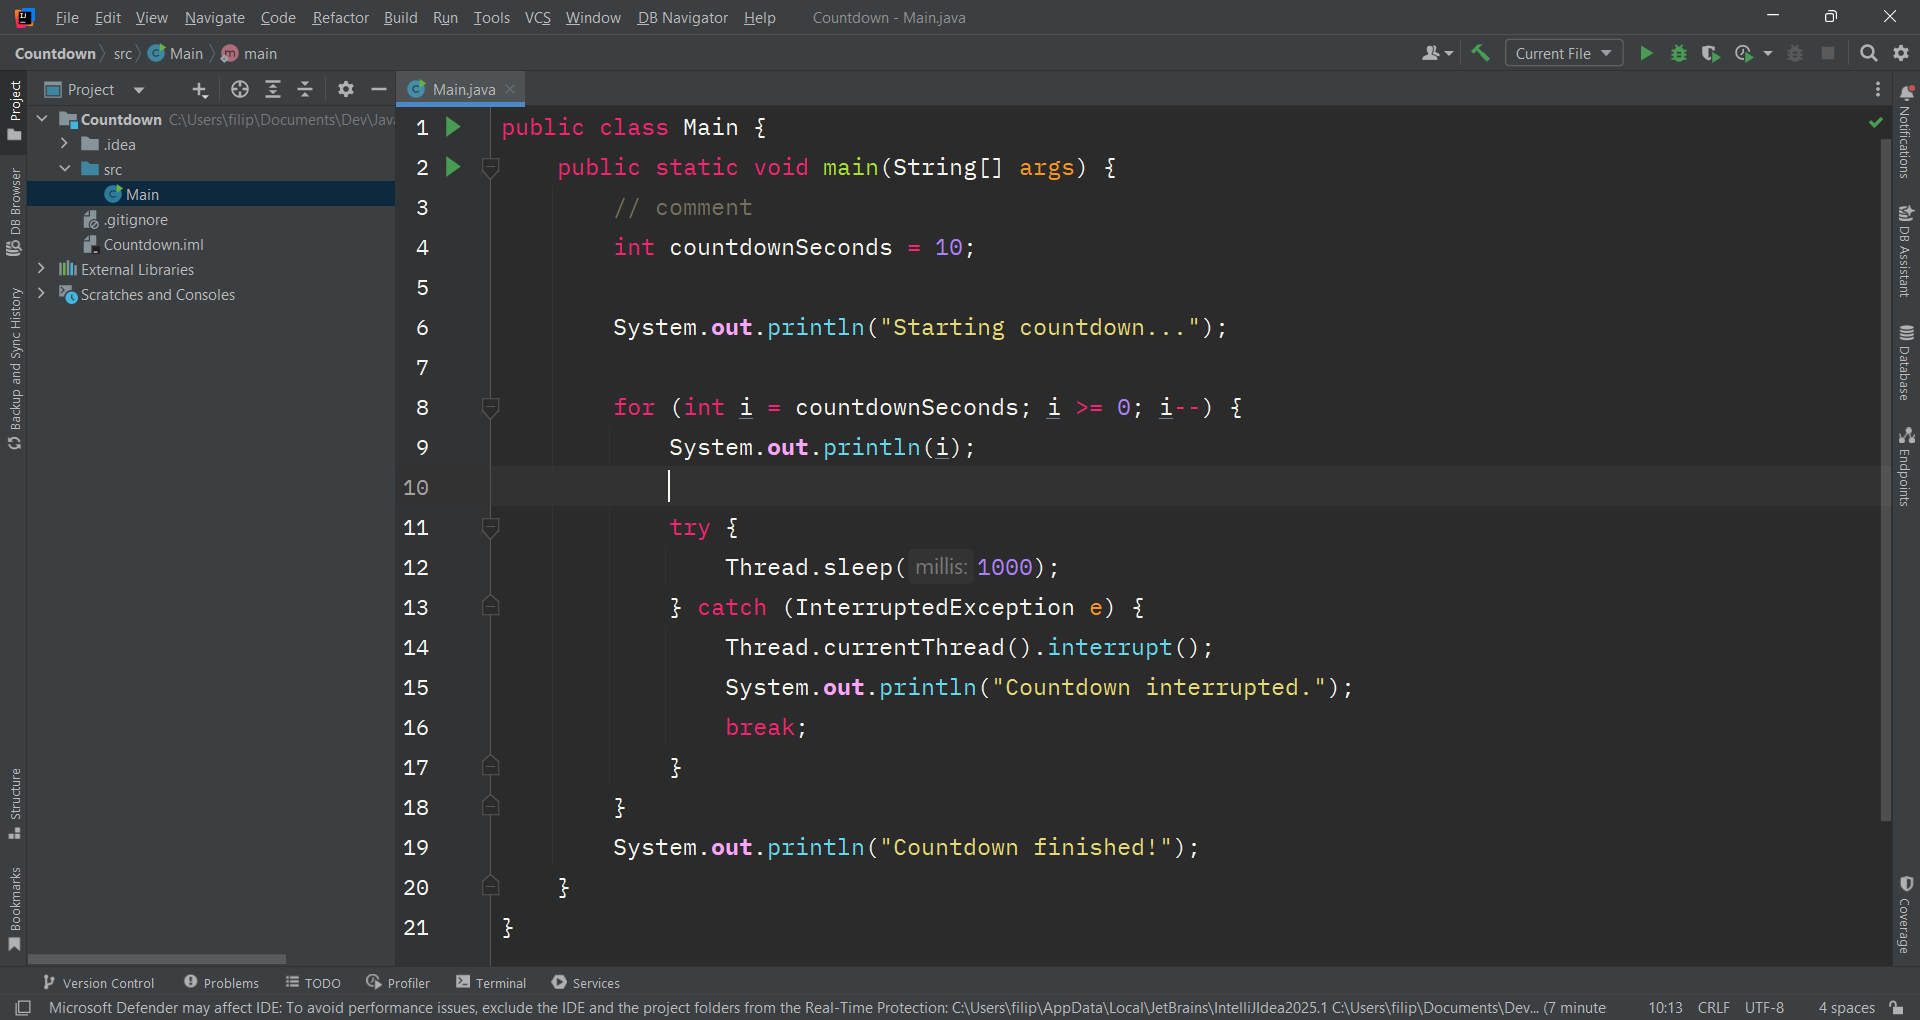 File Edit View Navigate Code Refactor Build Run Tools VCS Window DB Navigator Help Countdown - Main.java
Countdown src Main main Current File
Project
Main.java
Countdown C:\Users\filip\Documents\Dev\Java
.idea
src
Main
.gitignore
Countdown.iml
External Libraries
Scratches and Consoles
Project
DB Browser
Backup and Sync History
Structure
Bookmarks
1 public class Main {
2     public static void main(String[] args) {
3         // comment
4         int countdownSeconds = 10;
5
6         System.out.println("Starting countdown...");
7
8         for (int i = countdownSeconds; i >= 0; i--) {
9             System.out.println(i);
10
11             try {
12                 Thread.sleep( millis: 1000);
13             } catch (InterruptedException e) {
14                 Thread.currentThread().interrupt();
15                 System.out.println("Countdown interrupted.");
16                 break;
17             }
18         }
19         System.out.println("Countdown finished!");
20     }
21 }
Notifications
DB Assistant
Database
Endpoints
Coverage
Version Control Problems TODO Profiler Terminal Services
Microsoft Defender may affect IDE: To avoid performance issues, exclude the IDE and the project folders from the Real-Time Protection: C:\Users\filip\AppData\Local\JetBrains\IntelliJIdea2025.1 C:\Users\filip\Documents\Dev... (7 minute 10:13 CRLF UTF-8 4 spaces